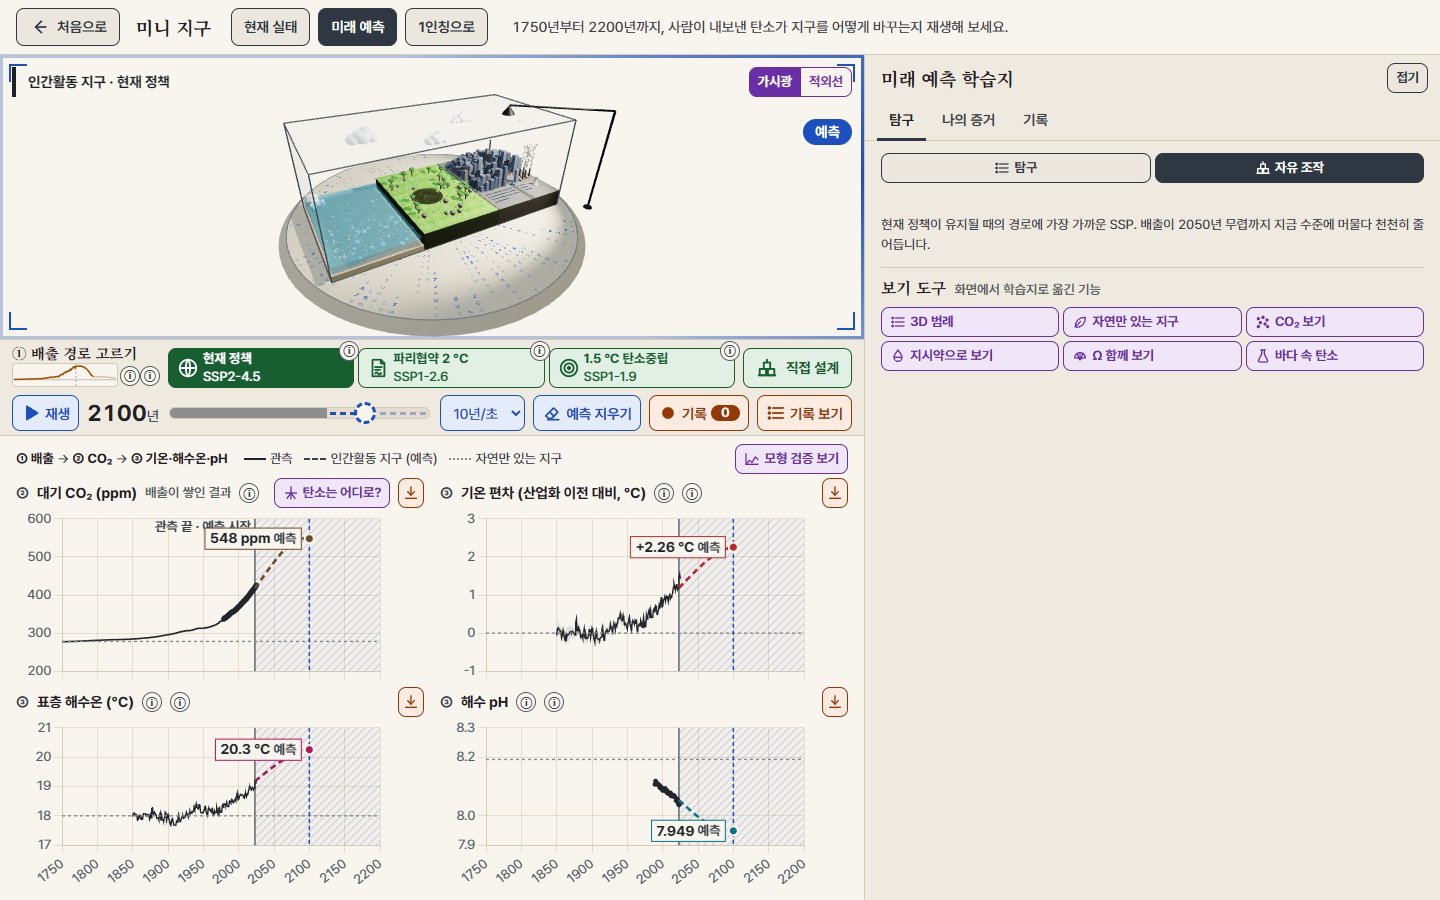 처음으로
미니 지구
현재 실태
미래 예측
1인칭으로
1750년부터 2200년까지, 사람이 내보낸 탄소가 지구를 어떻게 바꾸는지 재생해 보세요.
인간활동 지구 · 현재 정책
가시광
적외선
예측
① 배출 경로 고르기
현재 정책
SSP2-4.5
파리협약 2 °C
SSP1-2.6
1.5 °C 탄소중립
SSP1-1.9
직접 설계
재생
2100년
10년/초
예측 지우기
기록 0
기록 보기
① 배출 → ② CO₂ → ③ 기온·해수온·pH
관측
인간활동 지구 (예측)
자연만 있는 지구
모형 검증 보기
② 대기 CO₂ (ppm) 배출이 쌓인 결과
탄소는 어디로?
600
500
400
300
200
관측 끝 · 예측 시작
548 ppm 예측
③ 기온 편차 (산업화 이전 대비, °C)
3
2
1
0
-1
+2.26 °C 예측
③ 표층 해수온 (°C)
21
20
19
18
17
20.3 °C 예측
1750 1800 1850 1900 1950 2000 2050 2100 2150 2200
③ 해수 pH
8.3
8.2
8.0
7.9
7.949 예측
1750 1800 1850 1900 1950 2000 2050 2100 2150 2200
미래 예측 학습지
접기
탐구
나의 증거
기록
탐구
자유 조작
현재 정책이 유지될 때의 경로에 가장 가까운 SSP. 배출이 2050년 무렵까지 지금 수준에 머물다 천천히 줄
어듭니다.
보기 도구 화면에서 학습지로 옮긴 기능
3D 범례
자연만 있는 지구
CO₂ 보기
지시약으로 보기
Ω 함께 보기
바다 속 탄소